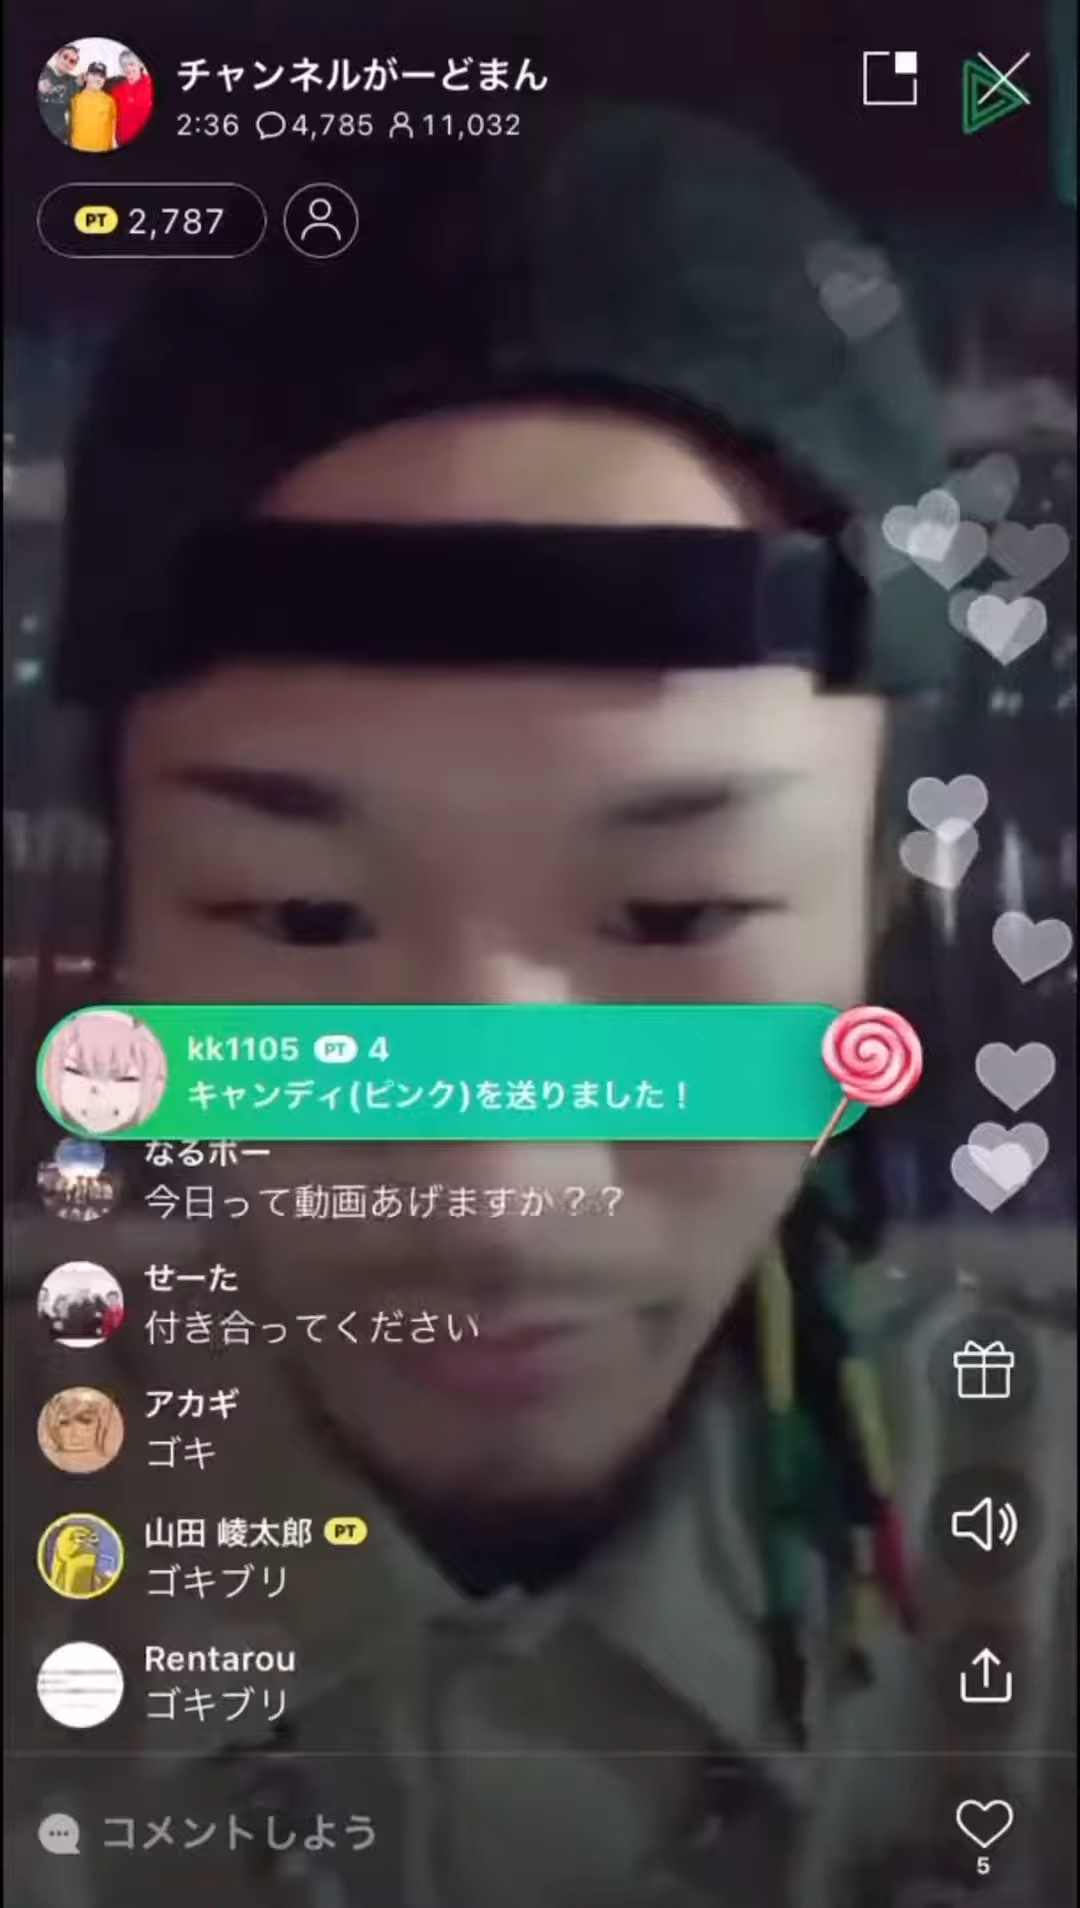 チャンネルがーどまん
2:36 4,785 11,032
PT 2,787
kk1105 PT 4
キャンディ(ピンク)を送りました！
なるボー
今日って動画あげますか？？
せーた
付き合ってください
アカギ
ゴキ
山田 崚太郎 PT
ゴキブリ
Rentarou
ゴキブリ
コメントしよう
5